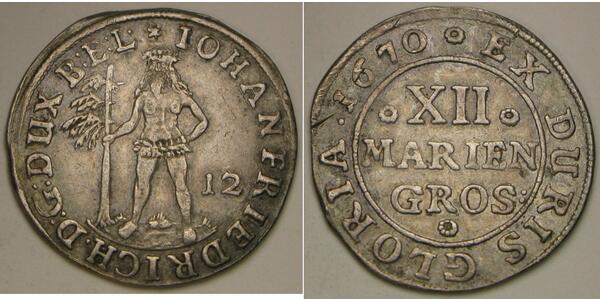 IOHAN FRIEDRICH.D:G:DUX B:E:L:
12
1670 EX DURIS GLORIA.
XII
MARIEN
GROS: